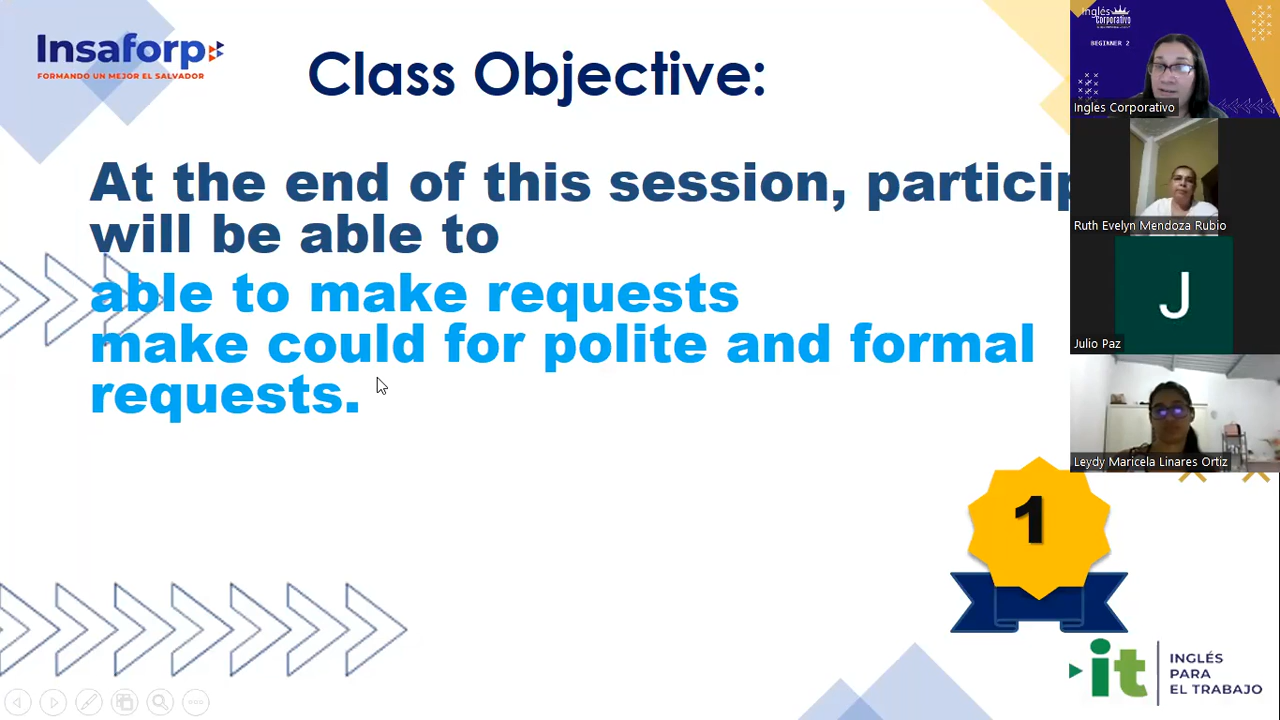 Insaforp
FORMANDO UN MEJOR EL SALVADOR
Class Objective:
At the end of this session, particip
will be able to
able to make requests
make could for polite and formal
requests.
Inglés
corporativo
BEGINNER 2
Ingles Corporativo
Ruth Evelyn Mendoza Rubio
J
Julio Paz
Leydy Maricela Linares Ortiz
1
it
INGLÉS
PARA
EL TRABAJO